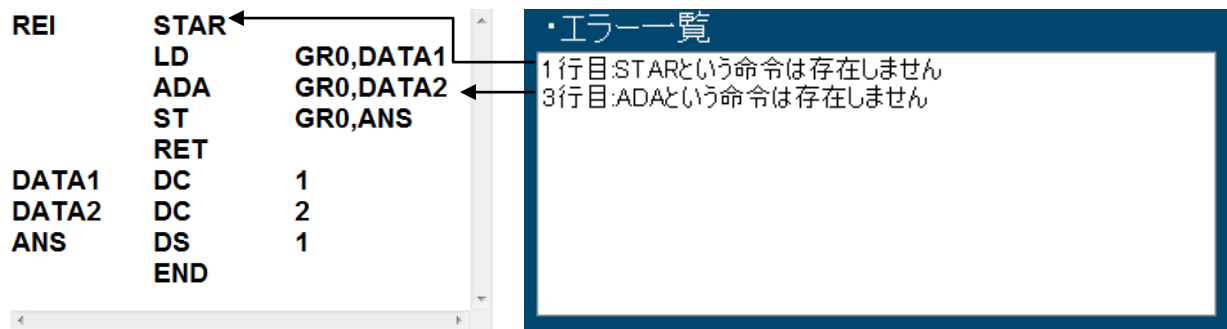 REI STAR
LD GR0,DATA1
ADA GR0,DATA2
ST GR0,ANS
RET
DATA1 DC 1
DATA2 DC 2
ANS DS 1
END
・エラー一覧
1行目:STARという命令は存在しません
3行目:ADAという命令は存在しません